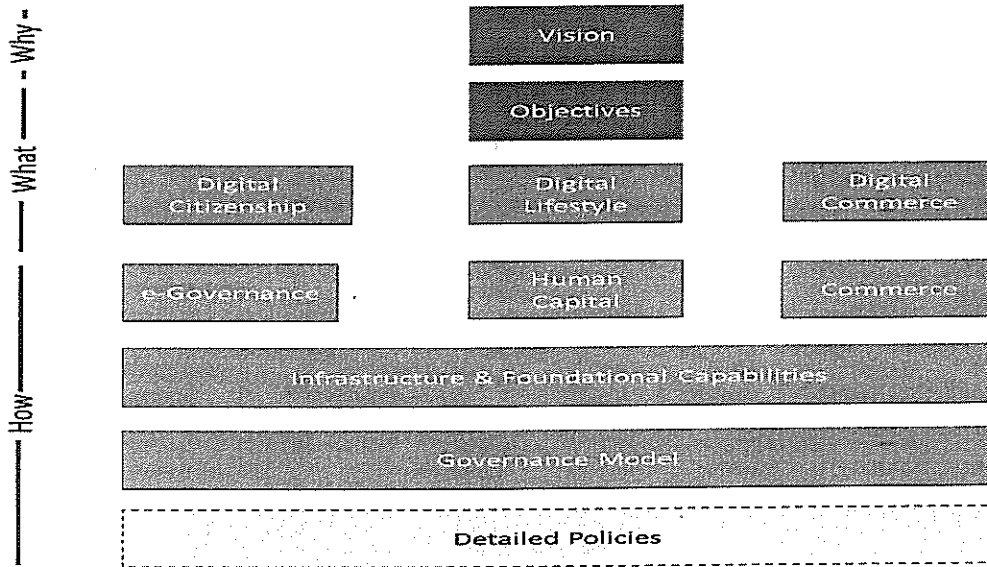 Why
Vision
Objectives
What
Digital
Citizenship
Digital
Lifestyle
Digital
Commerce
How
e-Governance
Human
Capital
Commerce
Infrastructure & Foundational Capabilities
Governance Model
Detailed Policies